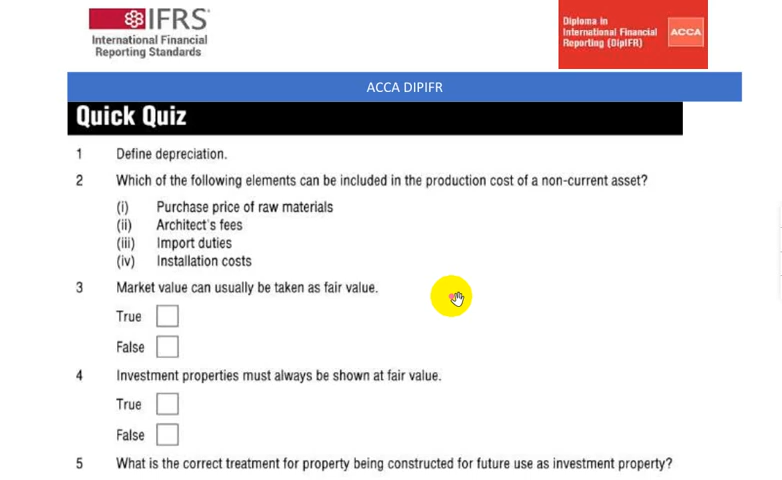 IFRS®
International Financial
Reporting Standards
Diploma in
International Financial
Reporting (DipIFR)
ACCA
ACCA DIPIFR
Quick Quiz
1 Define depreciation.
2 Which of the following elements can be included in the production cost of a non-current asset?
(i) Purchase price of raw materials
(ii) Architect's fees
(iii) Import duties
(iv) Installation costs
3 Market value can usually be taken as fair value.
True
False
4 Investment properties must always be shown at fair value.
True
False
5 What is the correct treatment for property being constructed for future use as investment property?